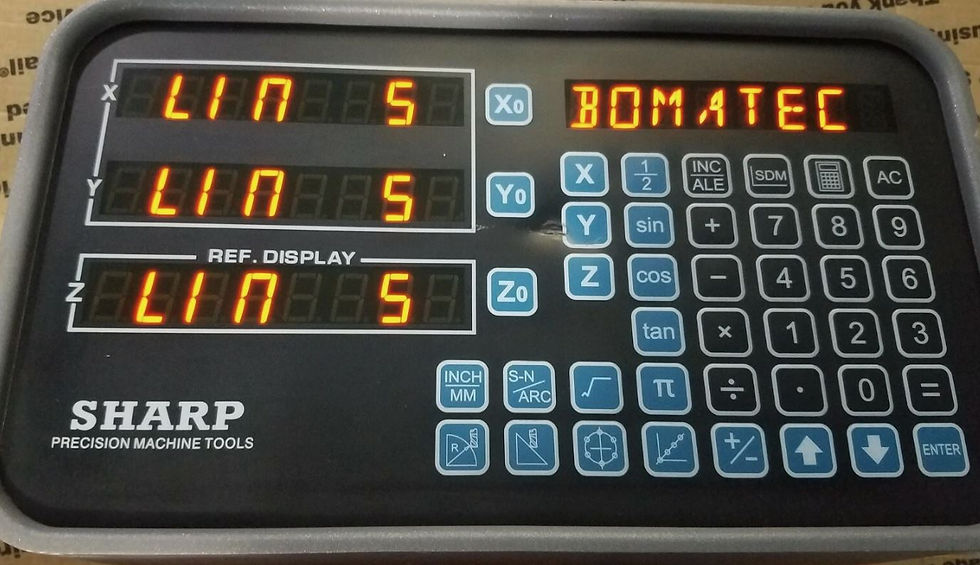 X LIN 5 X0 BOMATEC
Y LIN 5 Y0
REF. DISPLAY
Z LIN 5 Z0
X 1/2 INC/ALE SDM AC
Y sin + 7 8 9
Z cos − 4 5 6
tan × 1 2 3
INCH/MM S-N/ARC √ π ÷ · 0 =
R +/− ENTER
SHARP
PRECISION MACHINE TOOLS
Thank you